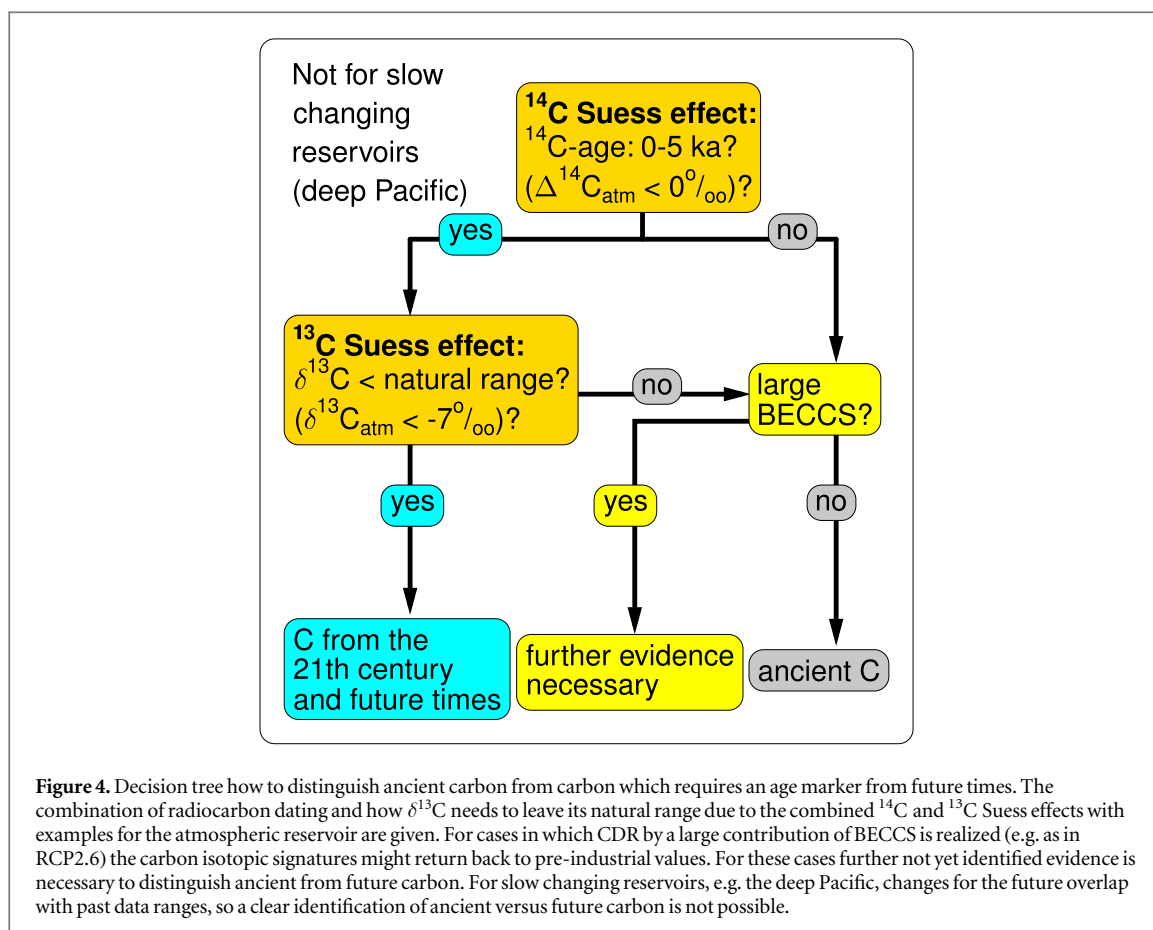 Not for slow
changing
reservoirs
(deep Pacific)
¹⁴C Suess effect:
¹⁴C-age: 0-5 ka?
(Δ¹⁴C_atm < 0⁰/₀₀)?
yes
no
¹³C Suess effect:
δ¹³C < natural range?
(δ¹³C_atm < -7⁰/₀₀)?
no
large
BECCS?
yes
yes
no
C from the
21th century
and future times
further evidence
necessary
ancient C
Figure 4. Decision tree how to distinguish ancient carbon from carbon which requires an age marker from future times. The
combination of radiocarbon dating and how δ¹³C needs to leave its natural range due to the combined ¹⁴C and ¹³C Suess effects with
examples for the atmospheric reservoir are given. For cases in which CDR by a large contribution of BECCS is realized (e.g. as in
RCP2.6) the carbon isotopic signatures might return back to pre-industrial values. For these cases further not yet identified evidence is
necessary to distinguish ancient from future carbon. For slow changing reservoirs, e.g. the deep Pacific, changes for the future overlap
with past data ranges, so a clear identification of ancient versus future carbon is not possible.